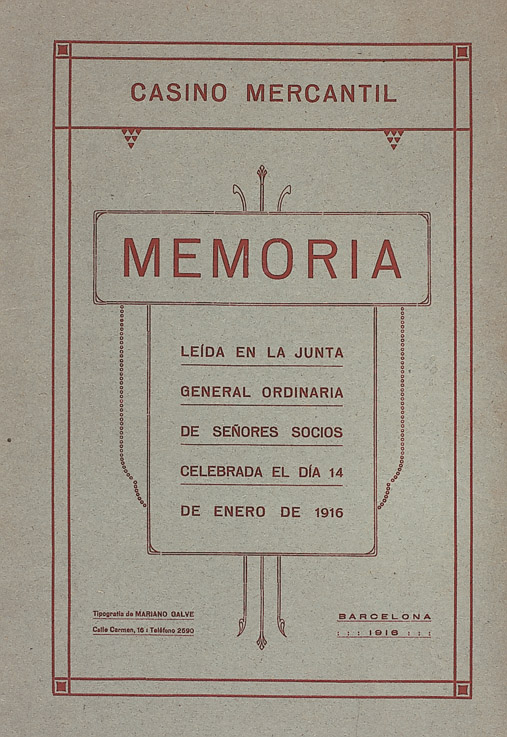 CASINO MERCANTIL
MEMORIA
LEÍDA EN LA JUNTA
GENERAL ORDINARIA
DE SEÑORES SOCIOS
CELEBRADA EL DÍA 14
DE ENERO DE 1916
Tipografía de MARIANO GALVE
Calle Carmen, 16 : Teléfono 2590
BARCELONA
: : : 1916 : : :